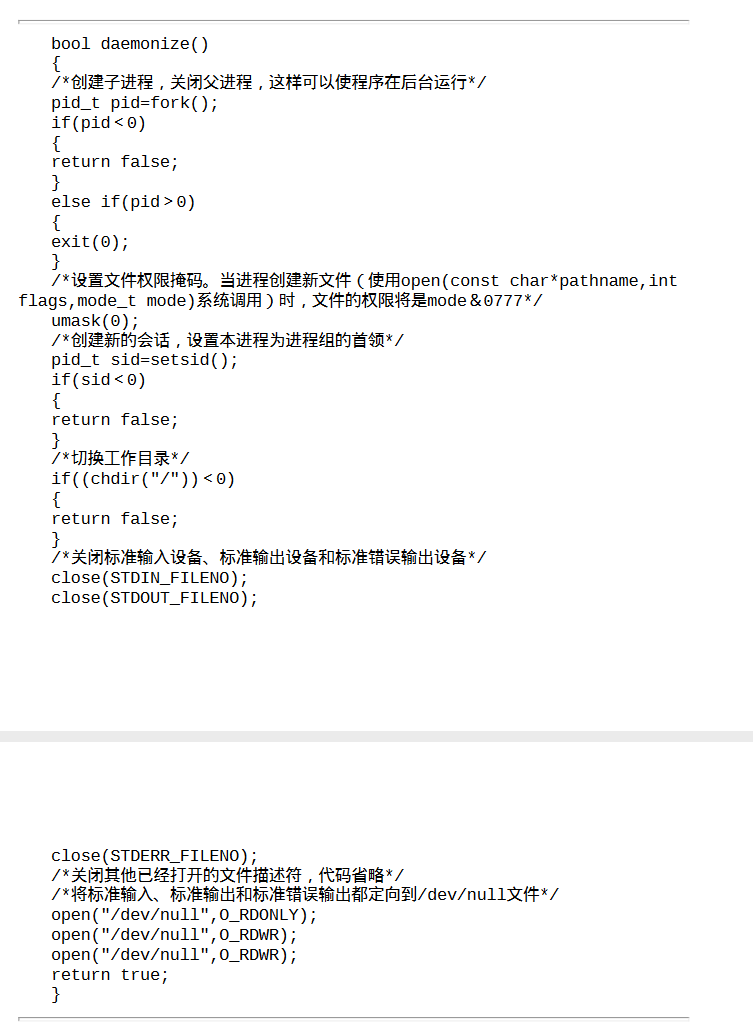 bool daemonize()
{
/*创建子进程，关闭父进程，这样可以使程序在后台运行*/
pid_t pid=fork();
if(pid＜0)
{
return false;
}
else if(pid＞0)
{
exit(0);
}
/*设置文件权限掩码。当进程创建新文件（使用open(const char*pathname,int
flags,mode_t mode)系统调用）时，文件的权限将是mode＆0777*/
umask(0);
/*创建新的会话，设置本进程为进程组的首领*/
pid_t sid=setsid();
if(sid＜0)
{
return false;
}
/*切换工作目录*/
if((chdir("/"))＜0)
{
return false;
}
/*关闭标准输入设备、标准输出设备和标准错误输出设备*/
close(STDIN_FILENO);
close(STDOUT_FILENO);
close(STDERR_FILENO);
/*关闭其他已经打开的文件描述符，代码省略*/
/*将标准输入、标准输出和标准错误输出都定向到/dev/null文件*/
open("/dev/null",O_RDONLY);
open("/dev/null",O_RDWR);
open("/dev/null",O_RDWR);
return true;
}